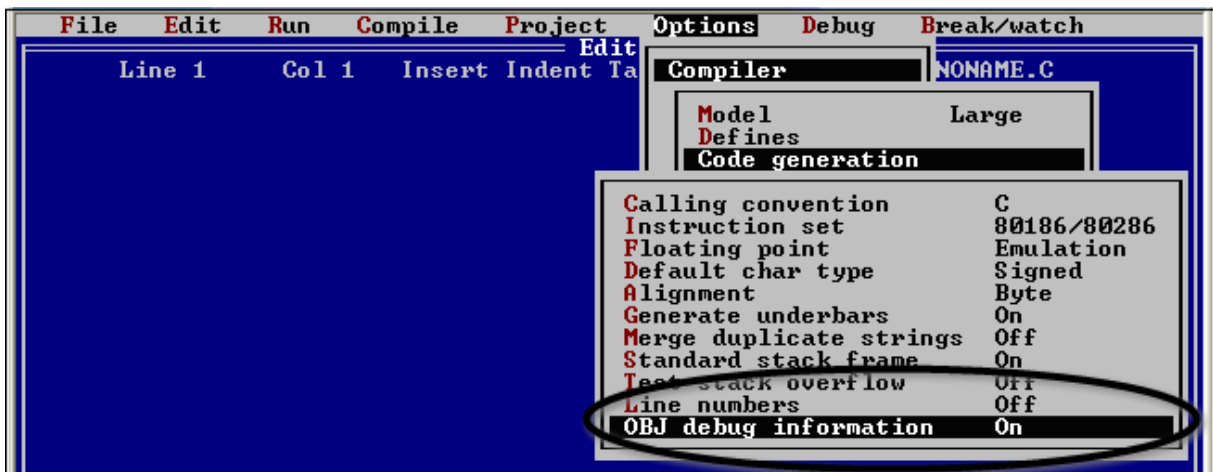 File Edit Run Compile Project Options Debug Break/watch
Edit
Line 1 Col 1 Insert Indent Ta Compiler NONAME.C
Model Large
Defines
Code generation
Calling convention C
Instruction set 80186/80286
Floating point Emulation
Default char type Signed
Alignment Byte
Generate underbars On
Merge duplicate strings Off
Standard stack frame On
Test stack overflow Off
Line numbers Off
OBJ debug information On